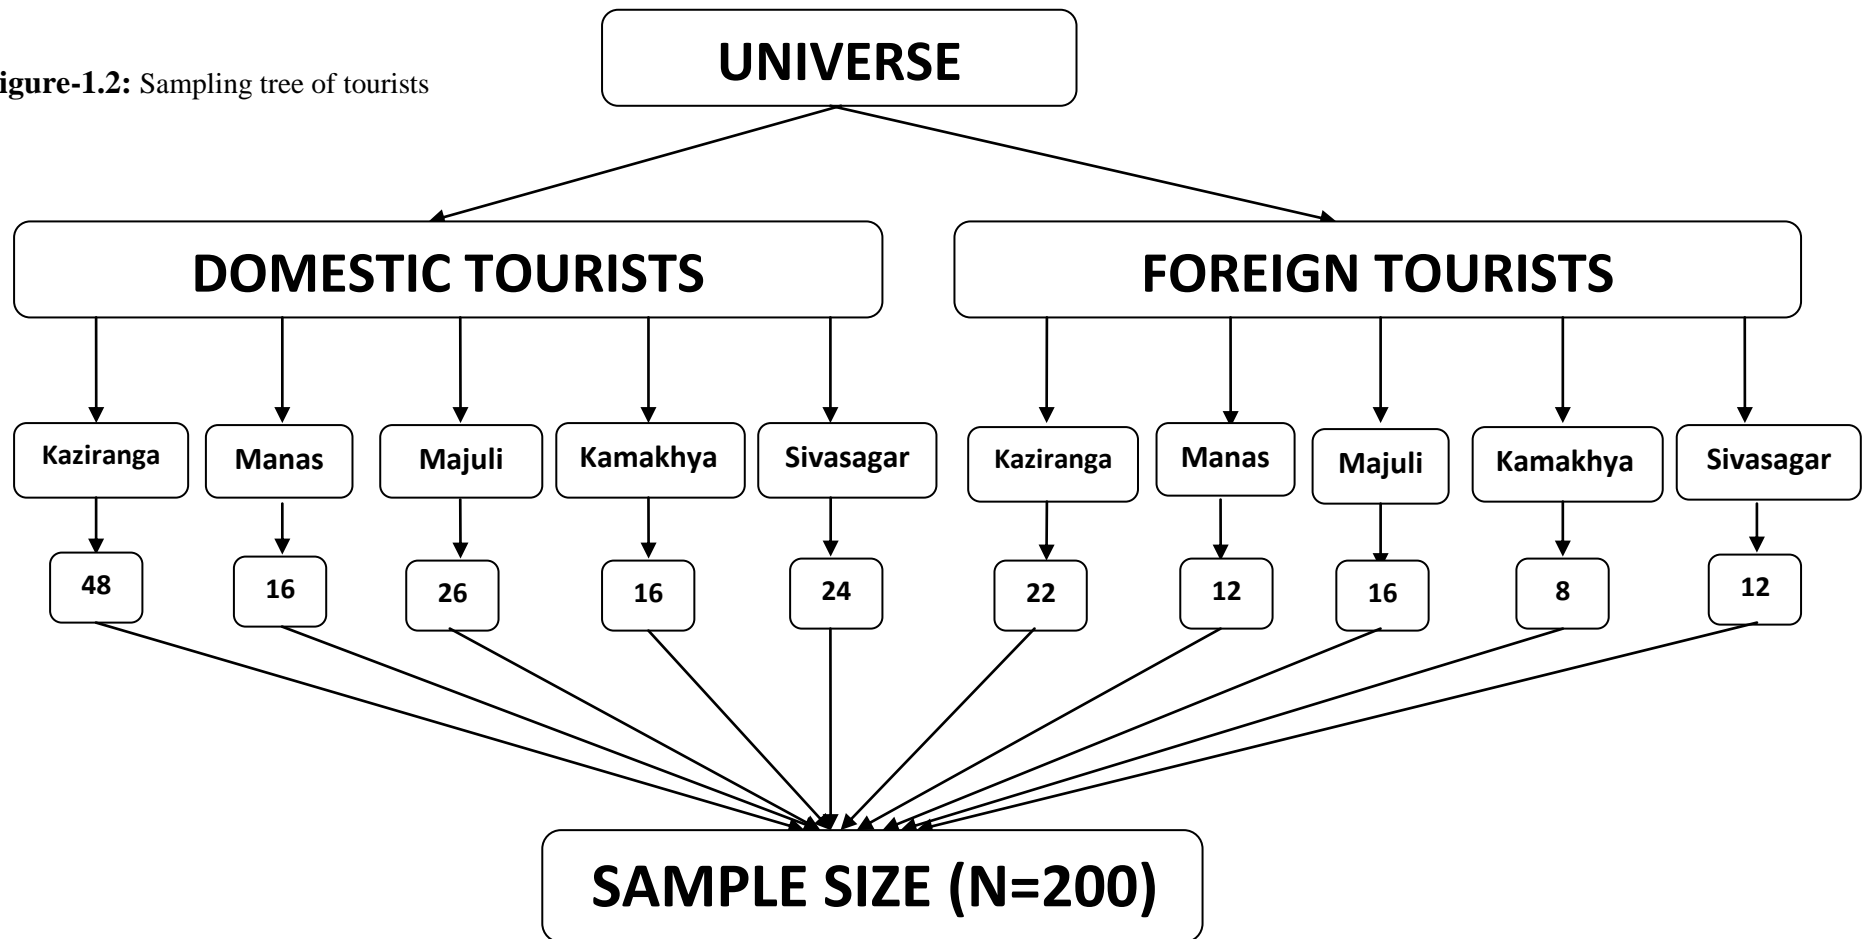 UNIVERSE
igure-1.2: Sampling tree of tourists
DOMESTIC TOURISTS
FOREIGN TOURISTS
Kaziranga
Manas
Majuli
Kamakhya
Sivasagar
Kaziranga
Manas
Majuli
Kamakhya
Sivasagar
48
16
26
16
24
22
12
16
8
12
SAMPLE SIZE (N=200)